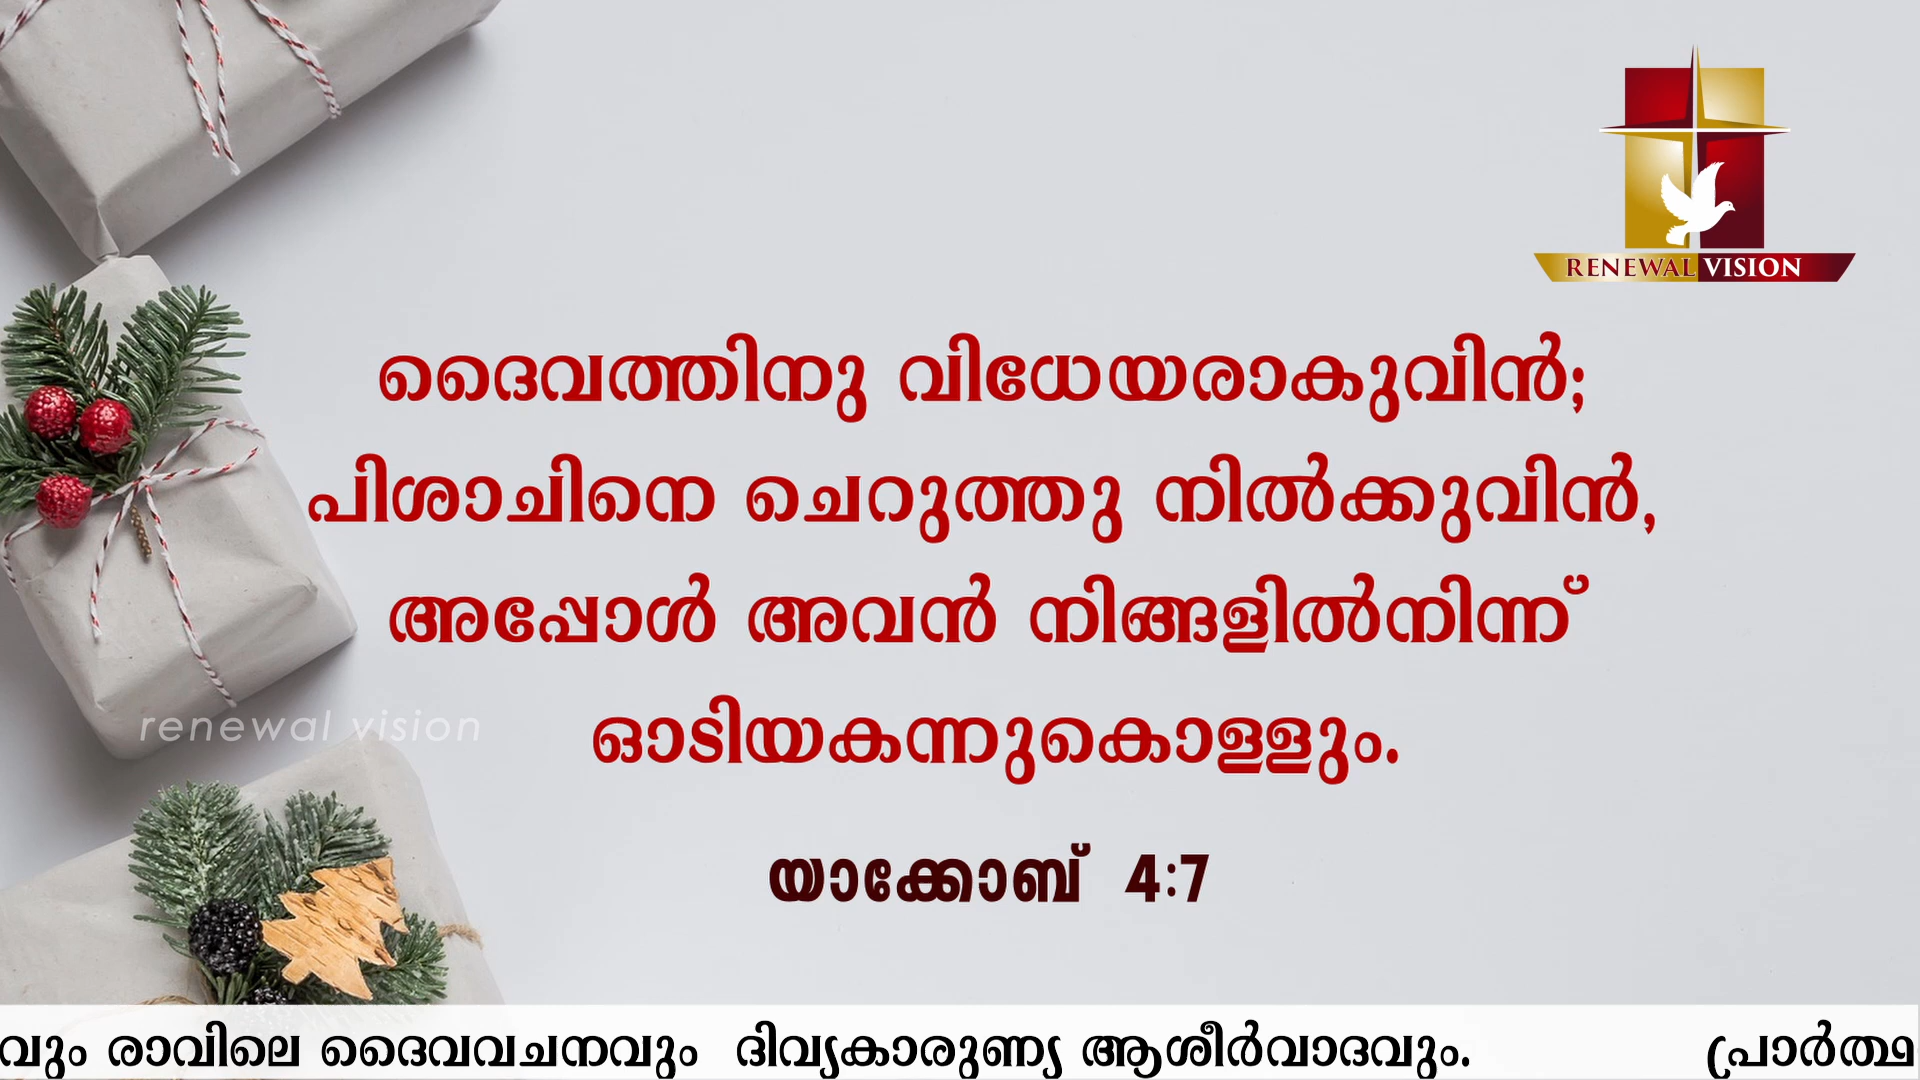 RENEWAL VISION
ദൈവത്തിനു വിധേയരാകുവിൻ;
പിശാചിനെ ചെറുത്തു നിൽക്കുവിൻ,
അപ്പോൾ അവൻ നിങ്ങളിൽനിന്ന്
ഓടിയകന്നുകൊള്ളും.
renewal vision
യാക്കോബ് 4:7
വും രാവിലെ ദൈവവചനവും ദിവ്യകാരുണ്യ ആശീർവാദവും. പ്രാർത്ഥ